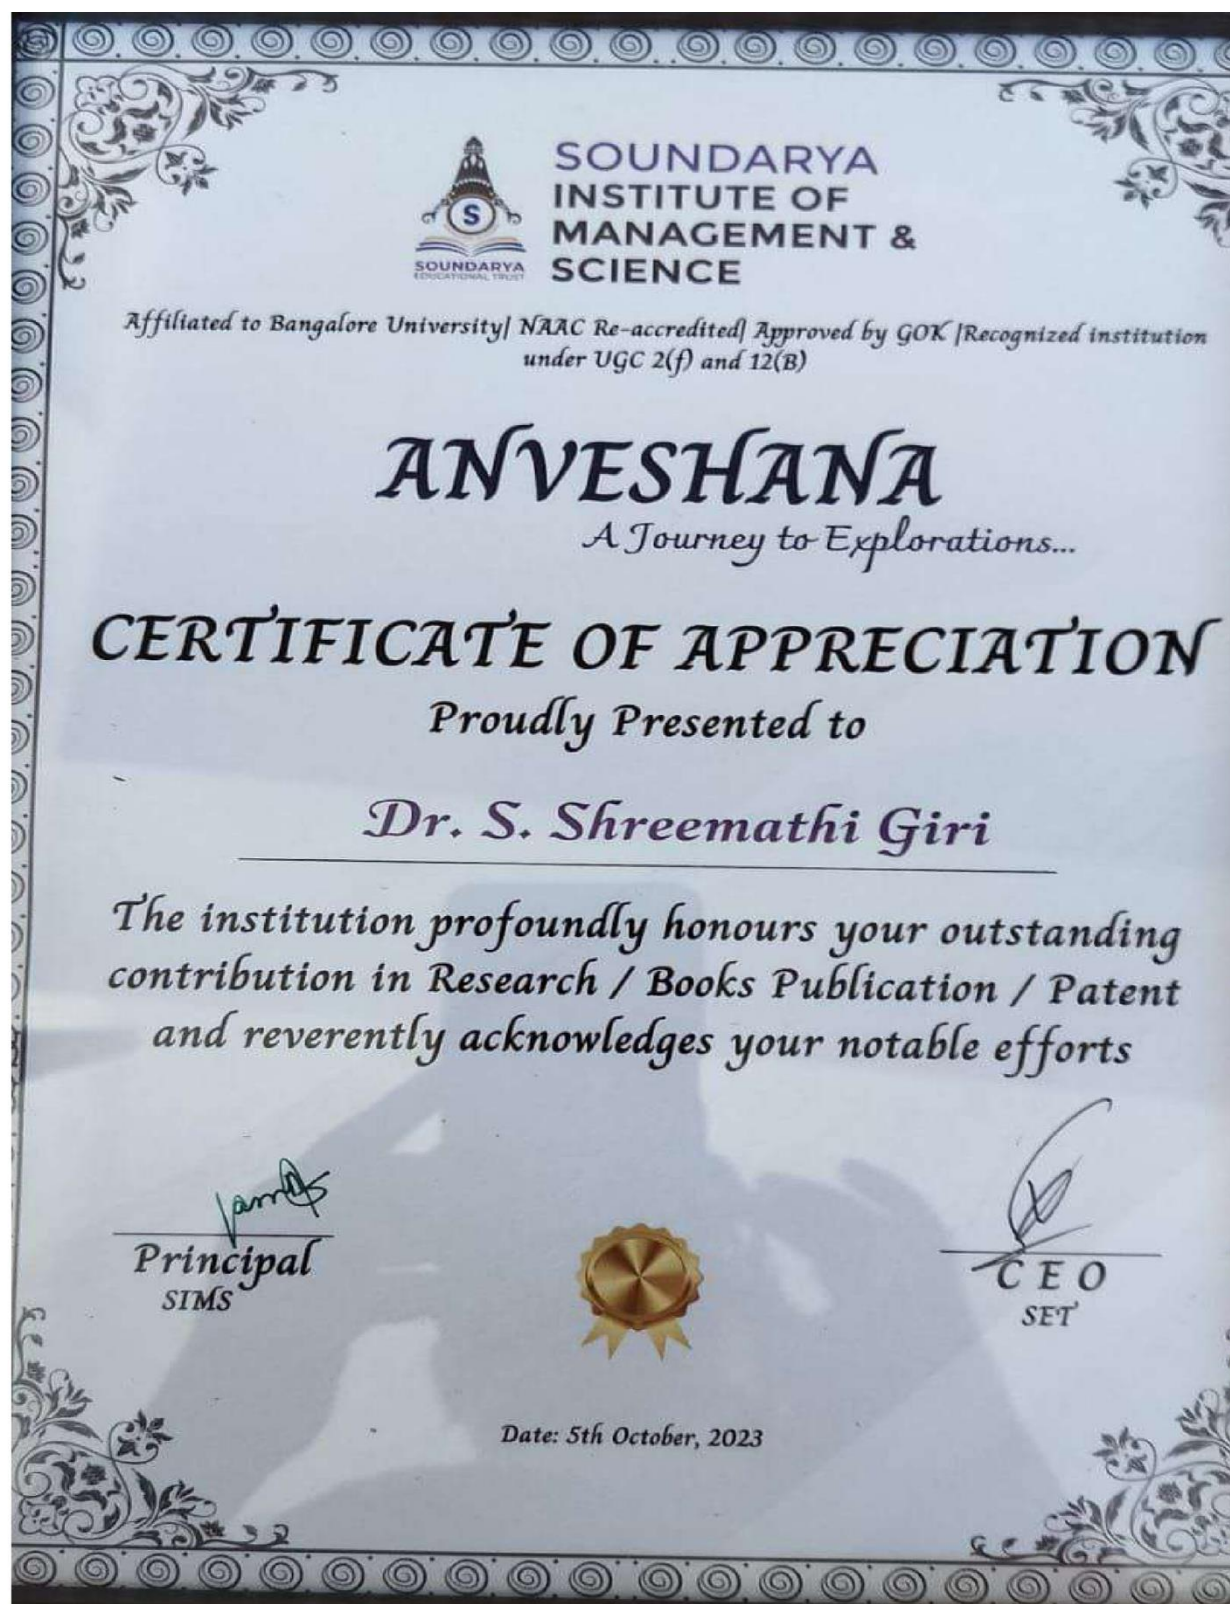 SOUNDARYA
INSTITUTE OF
MANAGEMENT &
SCIENCE
SOUNDARYA
EDUCATIONAL TRUST
S
Affiliated to Bangalore University| NAAC Re-accredited| Approved by GOK |Recognized institution
under UGC 2(f) and 12(B)
ANVESHANA
A Journey to Explorations...
CERTIFICATE OF APPRECIATION
Proudly Presented to
Dr. S. Shreemathi Giri
The institution profoundly honours your outstanding
contribution in Research / Books Publication / Patent
and reverently acknowledges your notable efforts
Principal
SIMS
C E O
SET
Date: 5th October, 2023